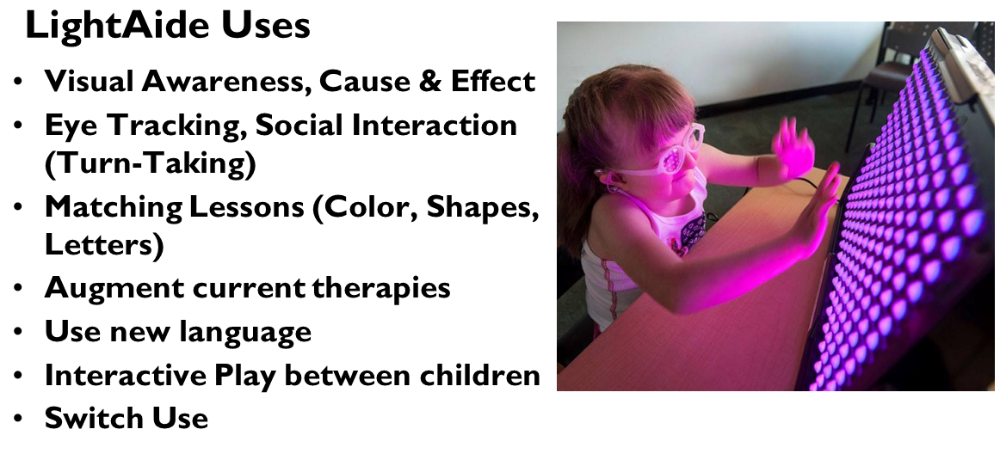 LightAide Uses
• Visual Awareness, Cause & Effect
• Eye Tracking, Social Interaction
(Turn-Taking)
• Matching Lessons (Color, Shapes,
Letters)
• Augment current therapies
• Use new language
• Interactive Play between children
• Switch Use